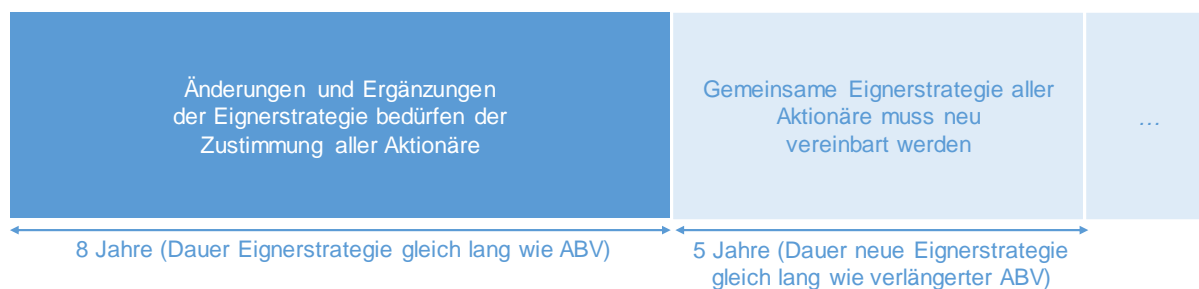 Änderungen und Ergänzungen
der Eignerstrategie bedürfen der
Zustimmung aller Aktionäre
Gemeinsame Eignerstrategie aller
Aktionäre muss neu
vereinbart werden
…
8 Jahre (Dauer Eignerstrategie gleich lang wie ABV)
5 Jahre (Dauer neue Eignerstrategie
gleich lang wie verlängerter ABV)